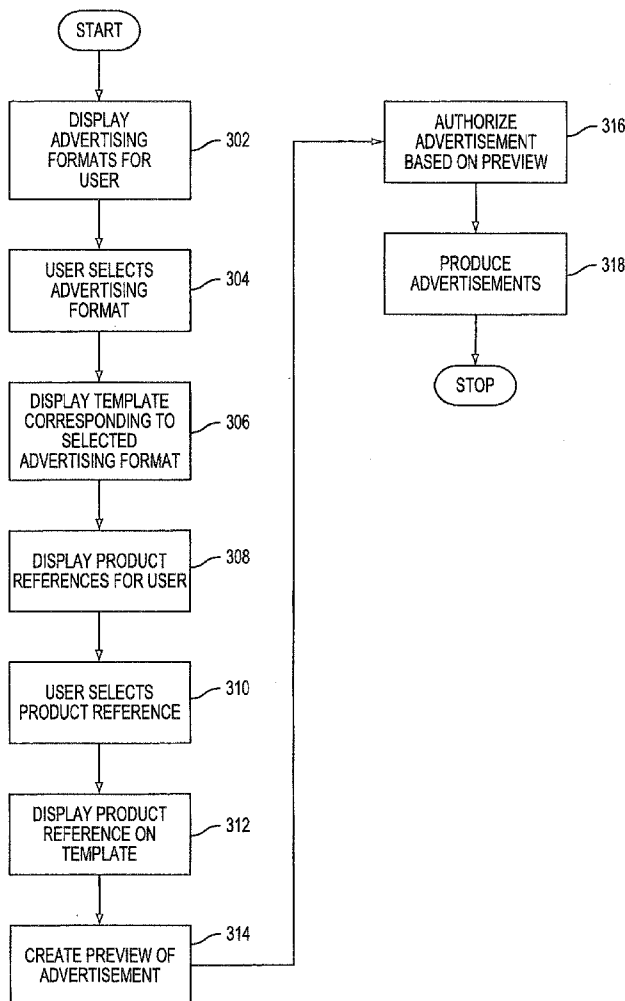 START
DISPLAY
ADVERTISING
FORMATS FOR
USER
302
USER SELECTS
ADVERTISING
FORMAT
304
DISPLAY TEMPLATE
CORRESPONDING TO
SELECTED
ADVERTISING FORMAT
306
DISPLAY PRODUCT
REFERENCES FOR USER
308
USER SELECTS
PRODUCT REFERENCE
310
DISPLAY PRODUCT
REFERENCE ON
TEMPLATE
312
CREATE PREVIEW OF
ADVERTISEMENT
314
AUTHORIZE
ADVERTISEMENT
BASED ON PREVIEW
316
PRODUCE
ADVERTISEMENTS
318
STOP